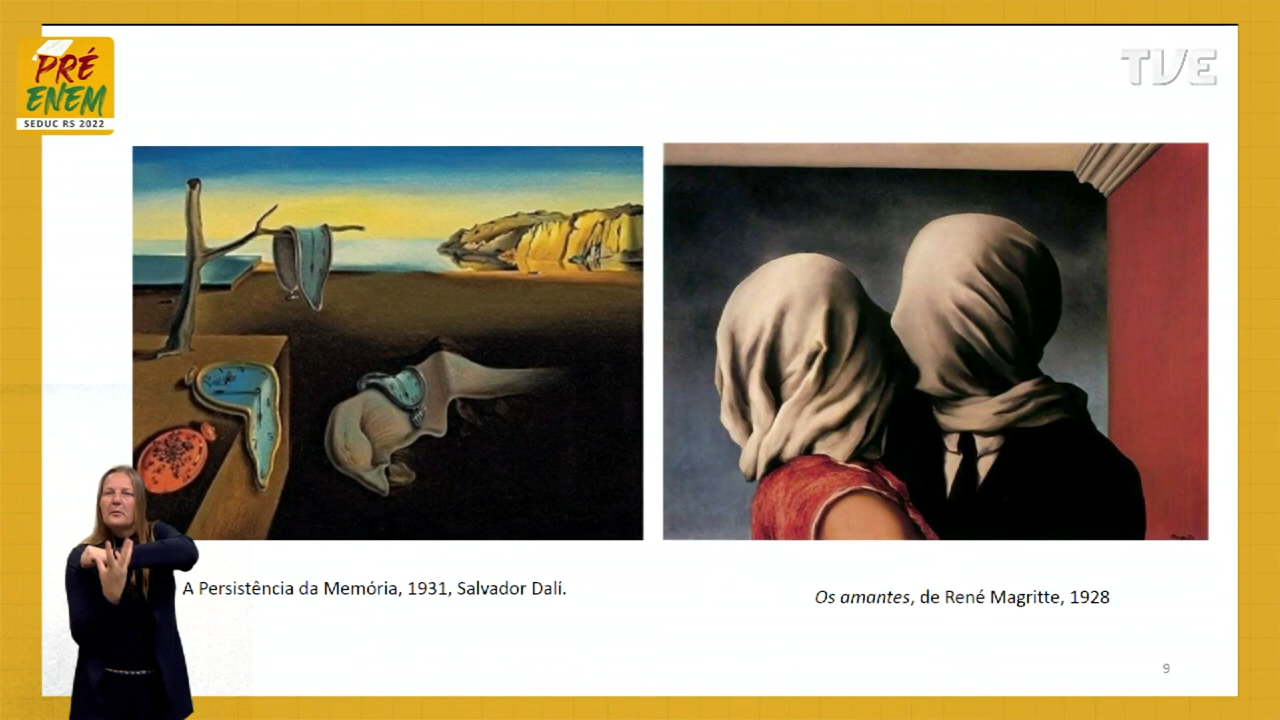 PRÉ
ENEM
SEDUC RS 2022
TVE
A Persistência da Memória, 1931, Salvador Dalí.
Os amantes, de René Magritte, 1928
9